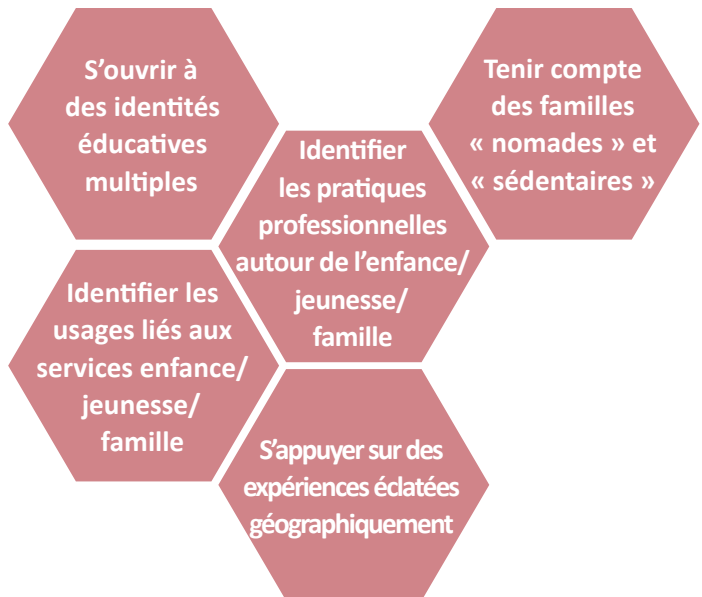 S’ouvrir à
des identités
éducatives
multiples
Tenir compte
des familles
« nomades » et
« sédentaires »
Identifier
les pratiques
professionnelles
autour de l’enfance/
jeunesse/
famille
Identifier les
usages liés aux
services enfance/
jeunesse/
famille
S’appuyer sur des
expériences éclatées
géographiquement